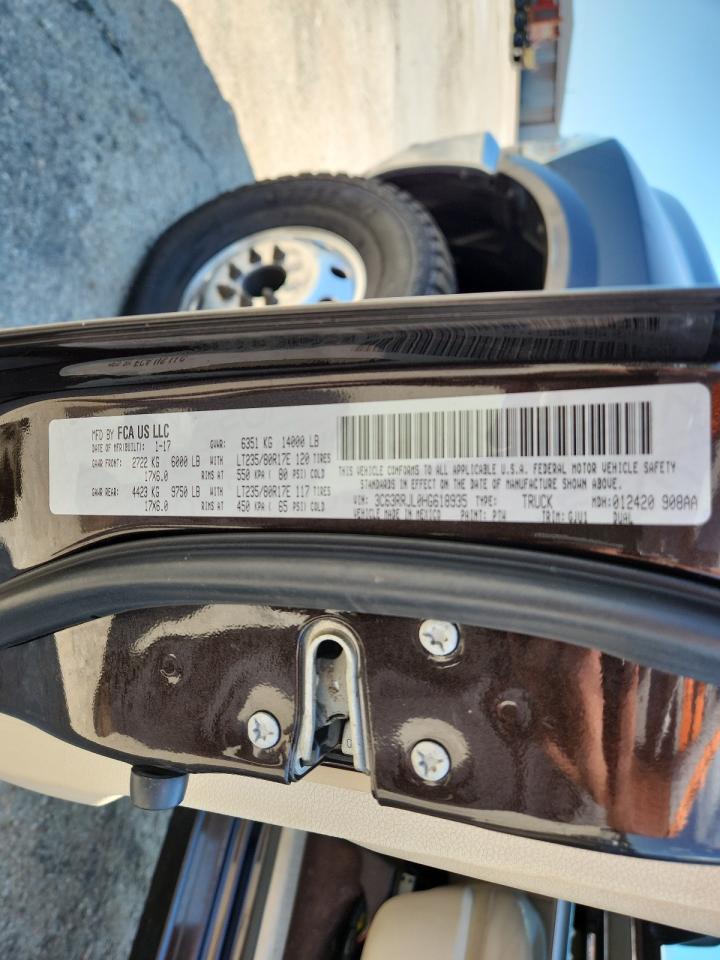 MFD BY FCA US LLC
DATE OF MFR(BUILT): 1-17 GVWR: 6351 KG 14000 LB
GAWR FRONT: 2722 KG 6000 LB WITH LT235/80R17E 120 TIRES
17X6.0 RIMS AT 550 KPA ( 80 PSI) COLD
GAWR REAR: 4423 KG 9750 LB WITH LT235/80R17E 117 TIRES
17X6.0 RIMS AT 450 KPA ( 65 PSI) COLD
THIS VEHICLE CONFORMS TO ALL APPLICABLE U.S.A. FEDERAL MOTOR VEHICLE SAFETY
STANDARDS IN EFFECT ON THE DATE OF MANUFACTURE SHOWN ABOVE.
VIN: 3C63RRJL0HG618935 TYPE: TRUCK MDH: 012420 908AA
VEHICLE MADE IN MEXICO PAINT: PTW TRIM: GJV1 DUAL